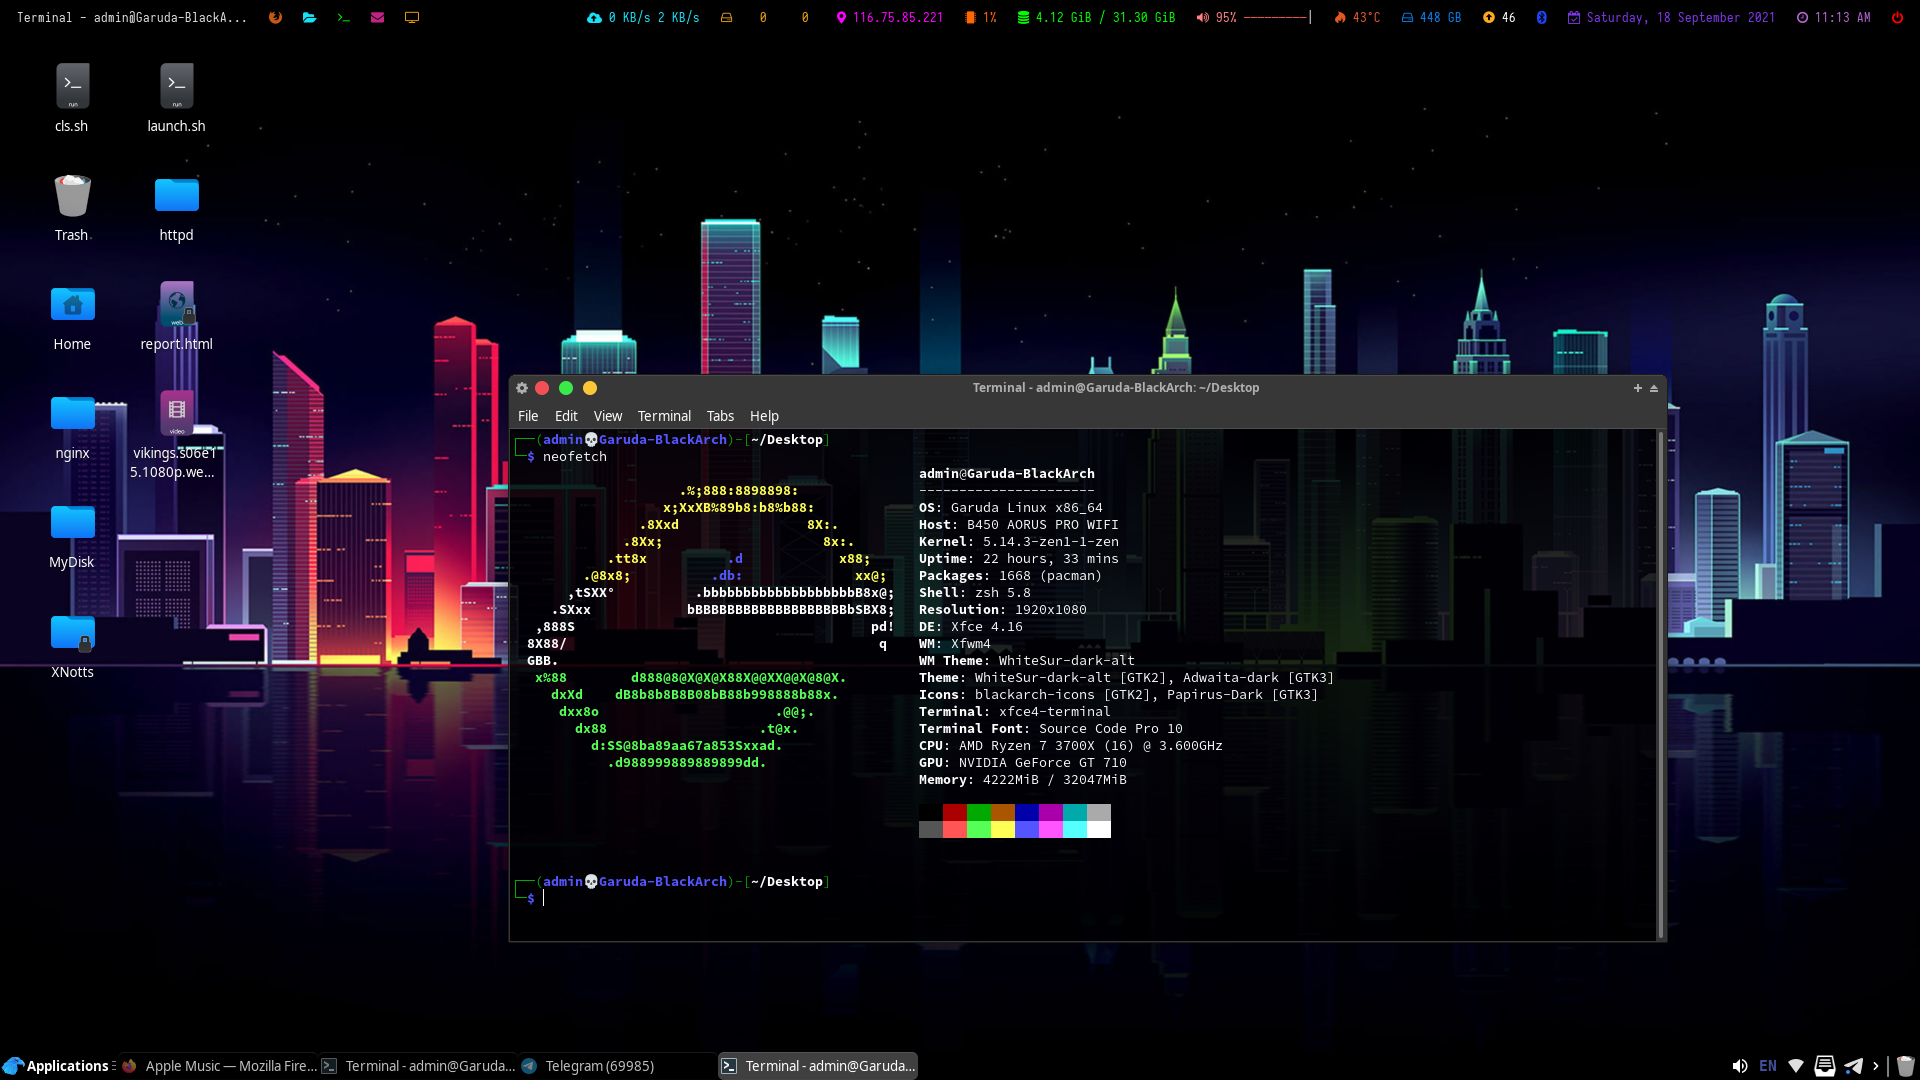 Terminal - admin@Garuda-BlackA...
0 KB/s 2 KB/s 0 0 116.75.85.221 1% 4.12 GiB / 31.30 GiB 95% 43°C 448 GB 46 Saturday, 18 September 2021 11:13 AM
run run
cls.sh launch.sh
Trash httpd
web
Home report.html
video
nginx vikings.s06e1
5.1080p.we...
MyDisk
XNotts
Terminal - admin@Garuda-BlackArch: ~/Desktop
File Edit View Terminal Tabs Help
┌──(admin💀Garuda-BlackArch)-[~/Desktop]
└─$ neofetch
admin@Garuda-BlackArch
----------------------
.%;888:8898898:
x;XxXB%89b8:b8%b88: OS: Garuda Linux x86_64
.8Xxd 8X:. Host: B450 AORUS PRO WIFI
.8Xx; 8x:. Kernel: 5.14.3-zen1-1-zen
.tt8x .d x88; Uptime: 22 hours, 33 mins
.@8x8; .db: xx@; Packages: 1668 (pacman)
,tSXX° .bbbbbbbbbbbbbbbbbbbB8x@; Shell: zsh 5.8
.SXxx bBBBBBBBBBBBBBBBBBBBbSBX8; Resolution: 1920x1080
,888S pd! DE: Xfce 4.16
8X88/ q WM: Xfwm4
GBB. WM Theme: WhiteSur-dark-alt
x%88 d888@8@X@X@X88X@@XX@@X@8@X. Theme: WhiteSur-dark-alt [GTK2], Adwaita-dark [GTK3]
dxXd dB8b8b8B8B08bB88b998888b88x. Icons: blackarch-icons [GTK2], Papirus-Dark [GTK3]
dxx8o .@@;. Terminal: xfce4-terminal
dx88 .t@x. Terminal Font: Source Code Pro 10
d:SS@8ba89aa67a853Sxxad. CPU: AMD Ryzen 7 3700X (16) @ 3.600GHz
.d988999889889899dd. GPU: NVIDIA GeForce GT 710
Memory: 4222MiB / 32047MiB
┌──(admin💀Garuda-BlackArch)-[~/Desktop]
└─$
Applications Apple Music — Mozilla Fire... Terminal - admin@Garuda... Telegram (69985) Terminal - admin@Garuda... EN